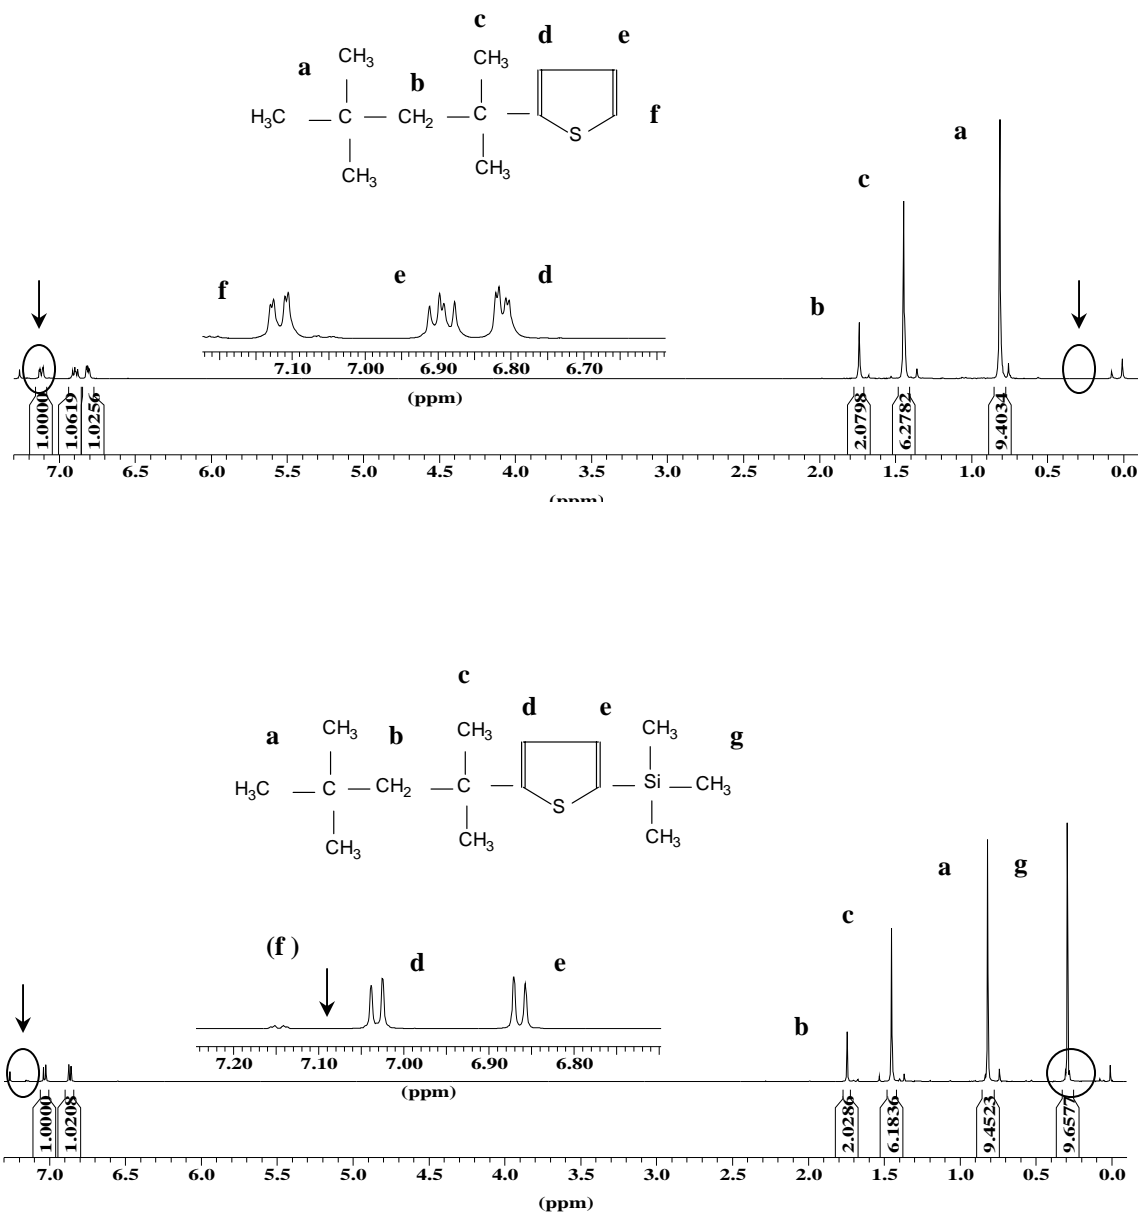 c
d e
CH₃ CH₃
a b
H₃C C CH₂ C f
S
CH₃ CH₃
a
c
f e d b
7.10 7.00 6.90 6.80 6.70
(ppm)
1.0000 1.0619 1.0256 2.0798 6.2782 9.4034
7.0 6.5 6.0 5.5 5.0 4.5 4.0 3.5 3.0 2.5 2.0 1.5 1.0 0.5 0.0
(ppm)
c
d e
CH₃ CH₃ CH₃
a b g
H₃C C CH₂ C Si CH₃
S
CH₃ CH₃ CH₃
a g
c
(f ) d e
b
7.20 7.10 7.00 6.90 6.80
(ppm)
1.0000 1.0208 2.0286 6.1836 9.4523 9.6577
7.0 6.5 6.0 5.5 5.0 4.5 4.0 3.5 3.0 2.5 2.0 1.5 1.0 0.5 0.0
(ppm)